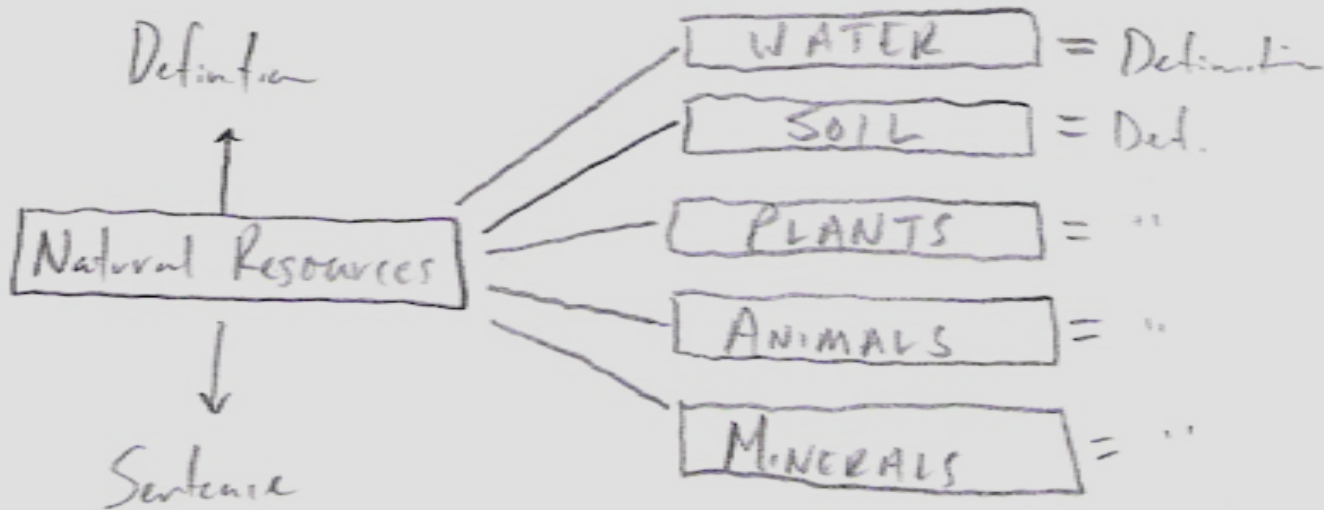 Definition
Natural Resources
Sentence
WATER = Definition
SOIL = Def.
PLANTS = "
ANIMALS = "
MINERALS = "